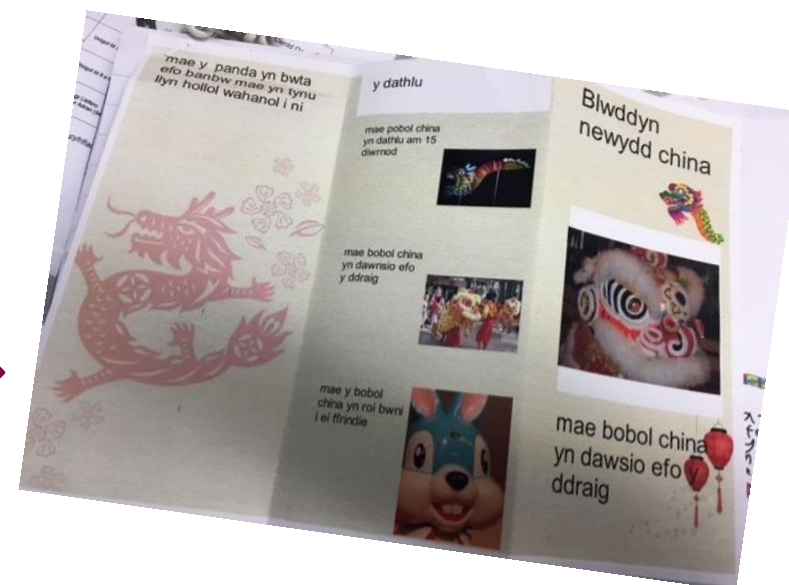 mae y panda yn bwta
efo banbw mae yn tynu
llyn hollol wahanol i ni
y dathlu
mae pobol china
yn dathlu am 15
diwrnod
mae bobol china
yn dawnsio efo
y ddraig
mae y bobol
china yn roi bwni
i ei ffrindie
Blwddyn
newydd china
mae bobol china
yn dawsio efo y
ddraig